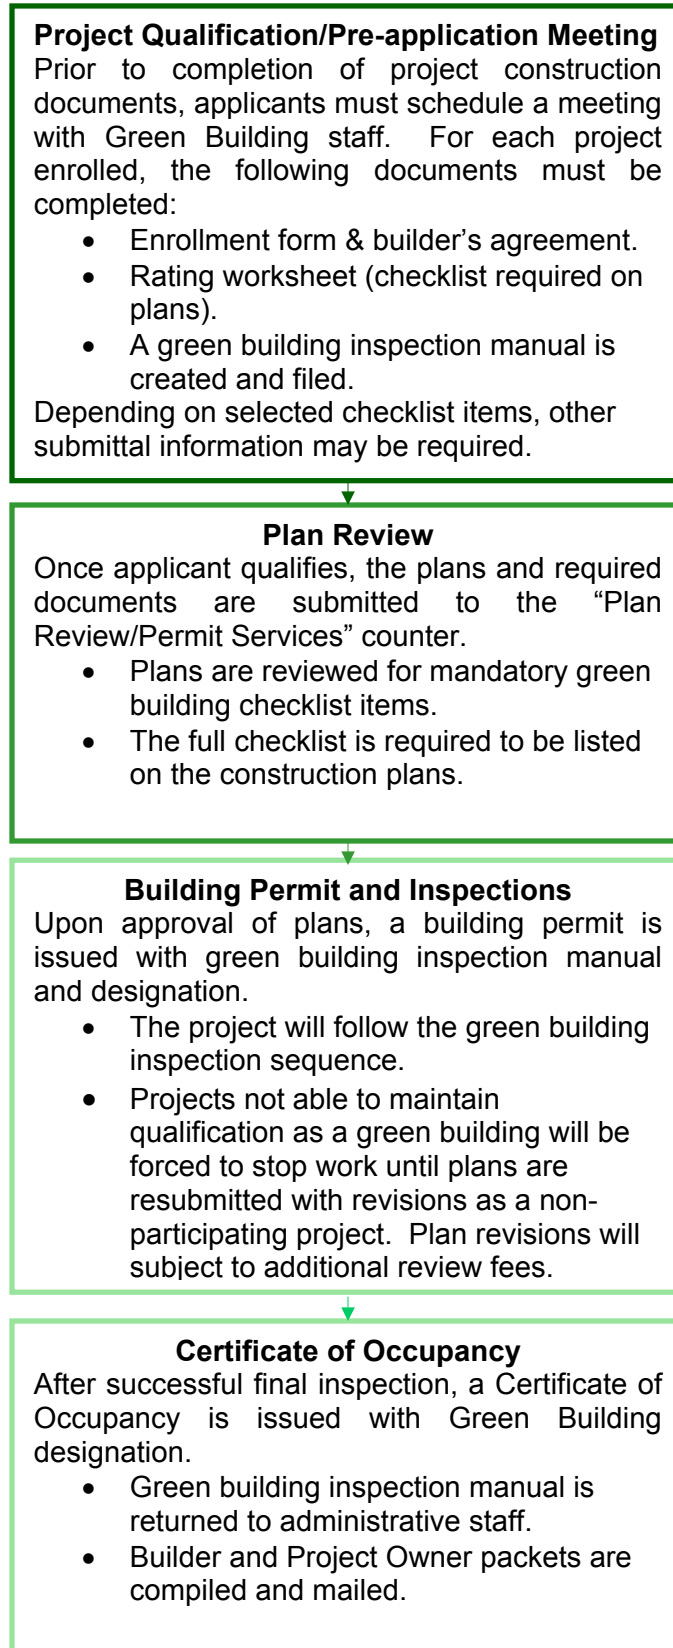 Project Qualification/Pre-application Meeting
Prior to completion of project construction
documents, applicants must schedule a meeting
with Green Building staff.  For each project
enrolled, the following documents must be
completed:
• Enrollment form & builder’s agreement.
• Rating worksheet (checklist required on
plans).
• A green building inspection manual is
created and filed.
Depending on selected checklist items, other
submittal information may be required.
Plan Review
Once applicant qualifies, the plans and required
documents are submitted to the “Plan
Review/Permit Services” counter.
• Plans are reviewed for mandatory green
building checklist items.
• The full checklist is required to be listed
on the construction plans.
Building Permit and Inspections
Upon approval of plans, a building permit is
issued with green building inspection manual
and designation.
• The project will follow the green building
inspection sequence.
• Projects not able to maintain
qualification as a green building will be
forced to stop work until plans are
resubmitted with revisions as a non-
participating project.  Plan revisions will
subject to additional review fees.
Certificate of Occupancy
After successful final inspection, a Certificate of
Occupancy is issued with Green Building
designation.
• Green building inspection manual is
returned to administrative staff.
• Builder and Project Owner packets are
compiled and mailed.